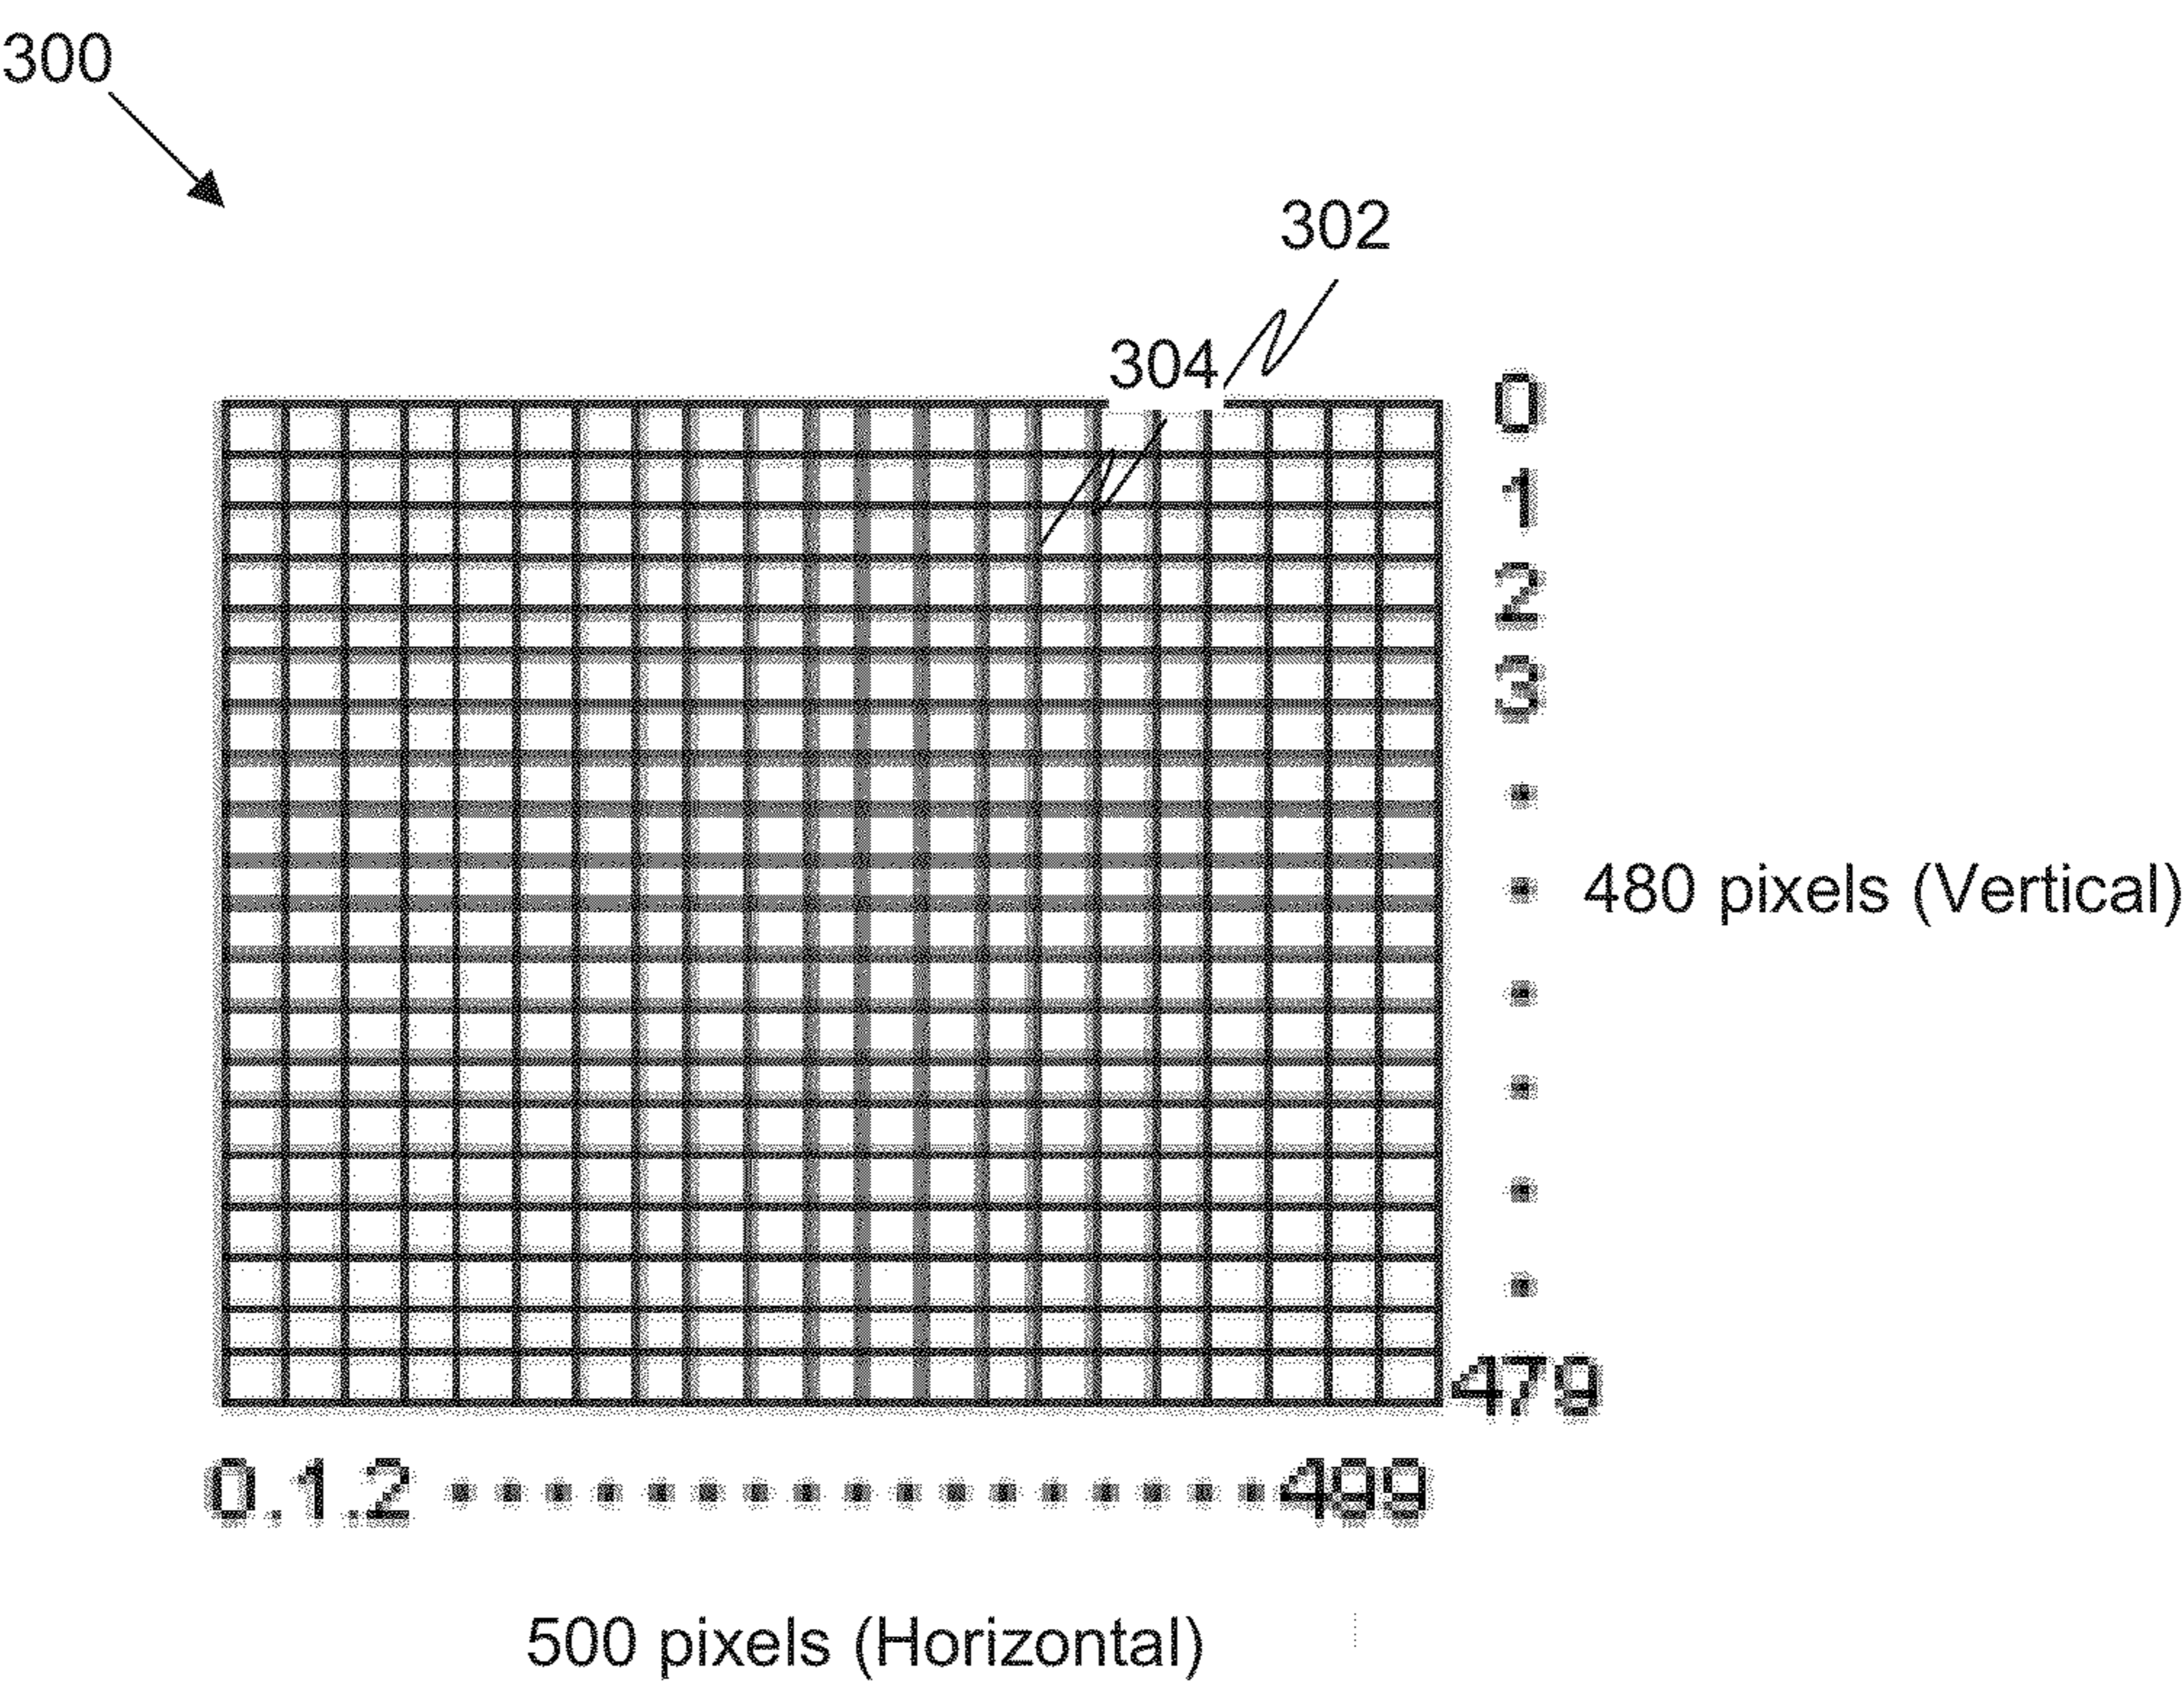 300
302
304
0
1
2
3
480 pixels (Vertical)
479
0.1.2 ................. 499
500 pixels (Horizontal)